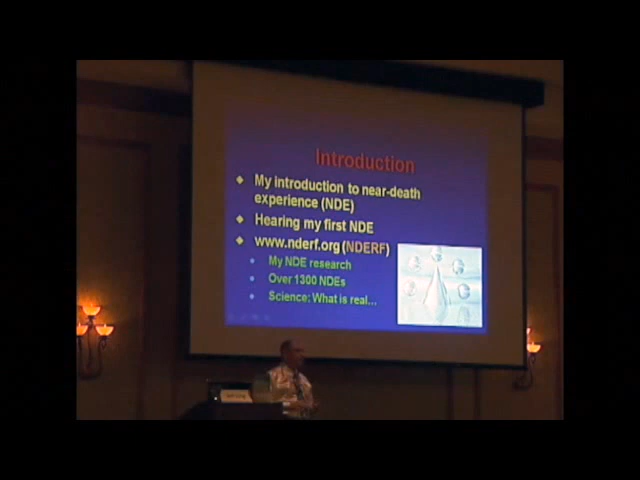 Introduction
My introduction to near-death
experience (NDE)
Hearing my first NDE
www.nderf.org (NDERF)
My NDE research
Over 1300 NDEs
Science: What is real...